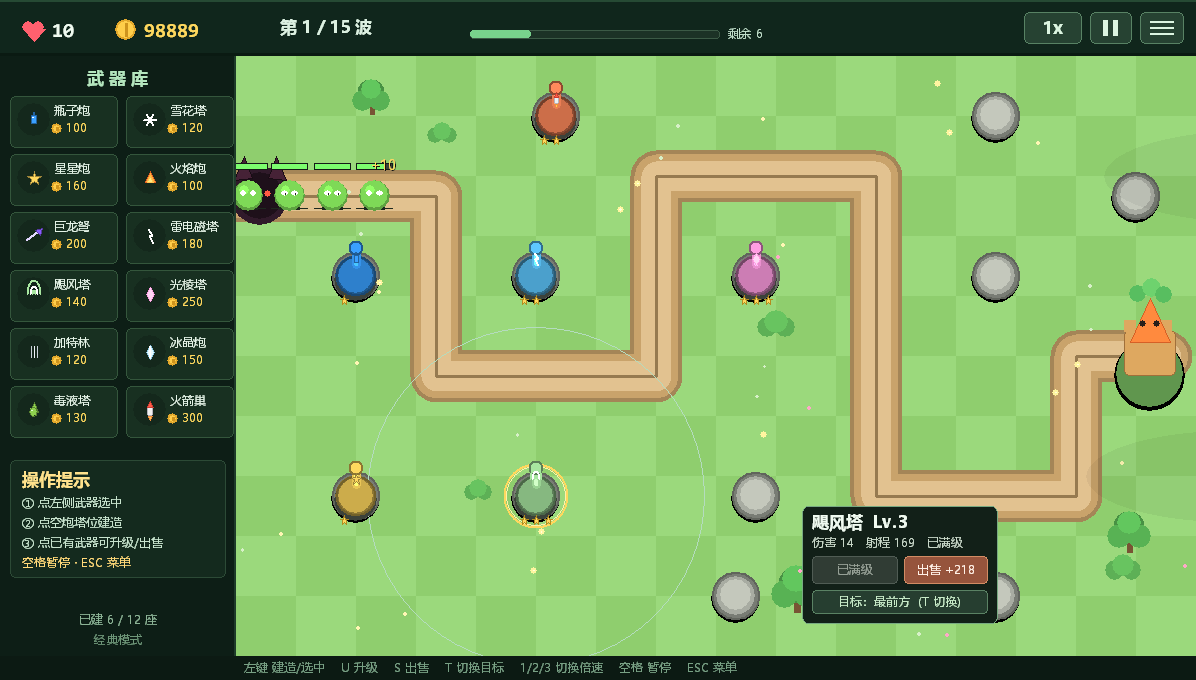 10
98889
第 1 / 15 波
剩余 6
1x
武器库
瓶子炮
100
雪花塔
120
星星炮
160
火焰炮
100
巨龙弩
200
雷电磁塔
180
飓风塔
140
光棱塔
250
加特林
120
冰晶炮
150
毒液塔
130
火箭巢
300
操作提示
① 点左侧武器选中
② 点空炮塔位建造
③ 点已有武器可升级/出售
空格暂停 · ESC 菜单
已建 6 / 12 座
经典模式
+10
飓风塔 Lv.3
伤害 14 射程 169 已满级
已满级
出售 +218
目标: 最前方 (T 切换)
左键 建造/选中 U 升级 S 出售 T 切换目标 1/2/3 切换倍速 空格 暂停 ESC 菜单